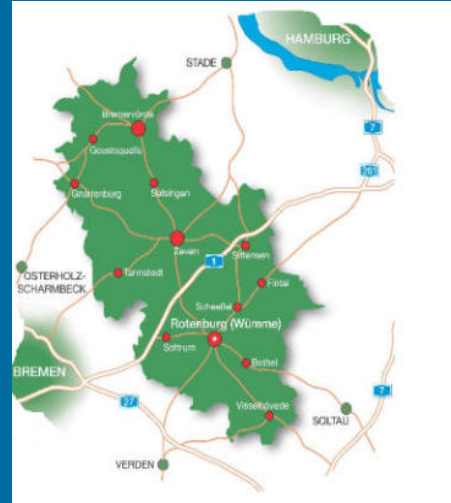 HAMBURG
STADE
Bremervörde
7
Geestequelle
261
Gnarrenburg
Selsingen
Zeven
Sittensen
1
OSTERHOLZ-
SCHARMBECK
Tarmstedt
Fintel
Scheeßel
Rotenburg (Wümme)
Sottrum
Bothel
BREMEN
27
7
Visselhövede
SOLTAU
VERDEN